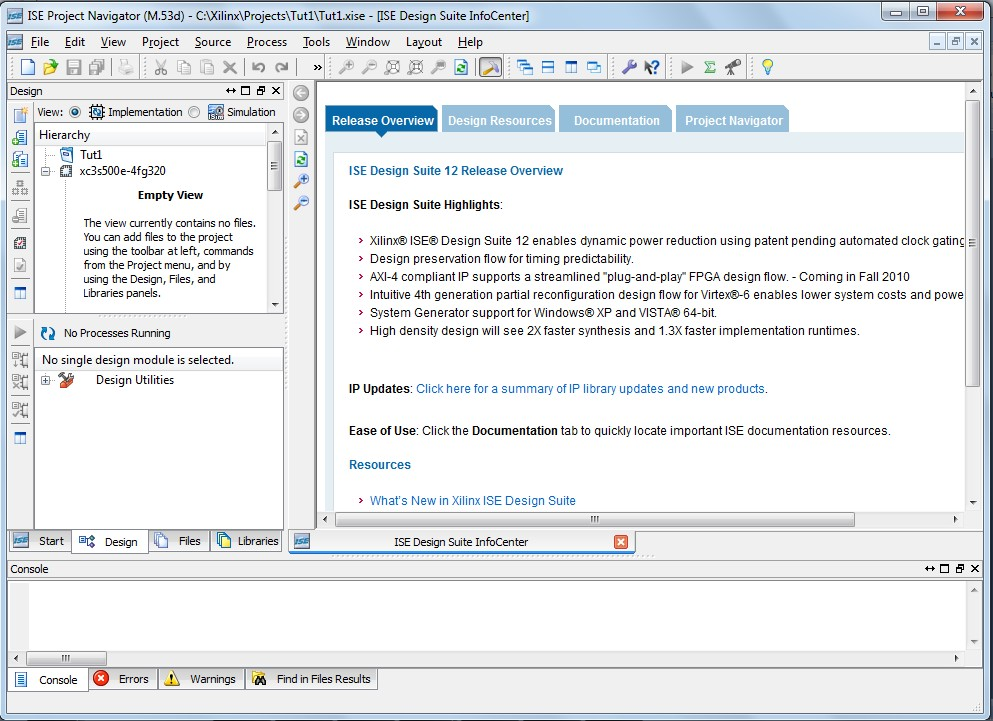 ISE Project Navigator (M.53d) - C:\Xilinx\Projects\Tut1\Tut1.xise - [ISE Design Suite InfoCenter]
File Edit View Project Source Process Tools Window Layout Help
Design
View: Implementation Simulation
Hierarchy
Tut1
xc3s500e-4fg320
Empty View
The view currently contains no files.
You can add files to the project
using the toolbar at left, commands
from the Project menu, and by
using the Design, Files, and
Libraries panels.
No Processes Running
No single design module is selected.
Design Utilities
Start Design Files Libraries
Release Overview Design Resources Documentation Project Navigator
ISE Design Suite 12 Release Overview
ISE Design Suite Highlights:
Xilinx® ISE® Design Suite 12 enables dynamic power reduction using patent pending automated clock gating
Design preservation flow for timing predictability.
AXI-4 compliant IP supports a streamlined "plug-and-play" FPGA design flow. - Coming in Fall 2010
Intuitive 4th generation partial reconfiguration design flow for Virtex®-6 enables lower system costs and powe
System Generator support for Windows® XP and VISTA® 64-bit.
High density design will see 2X faster synthesis and 1.3X faster implementation runtimes.
IP Updates: Click here for a summary of IP library updates and new products.
Ease of Use: Click the Documentation tab to quickly locate important ISE documentation resources.
Resources
What's New in Xilinx ISE Design Suite
ISE Design Suite InfoCenter
Console
Console Errors Warnings Find in Files Results